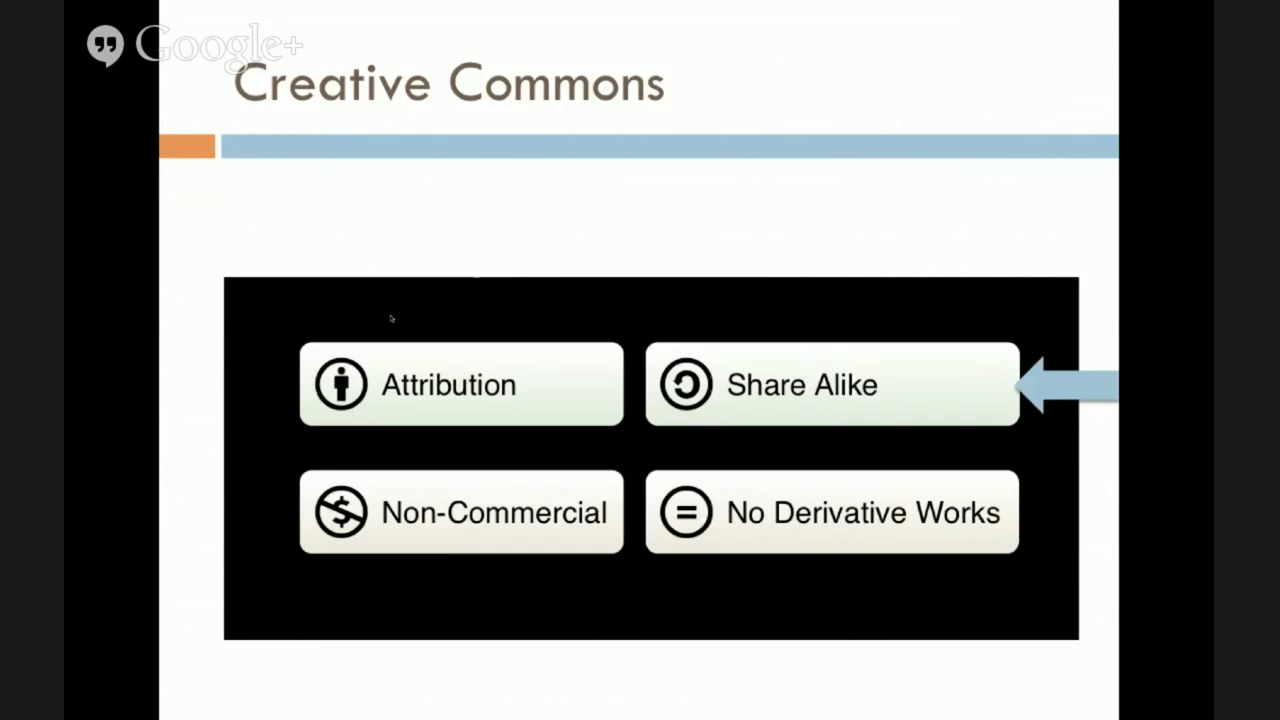 Google+
Creative Commons
Attribution
Share Alike
Non-Commercial
No Derivative Works